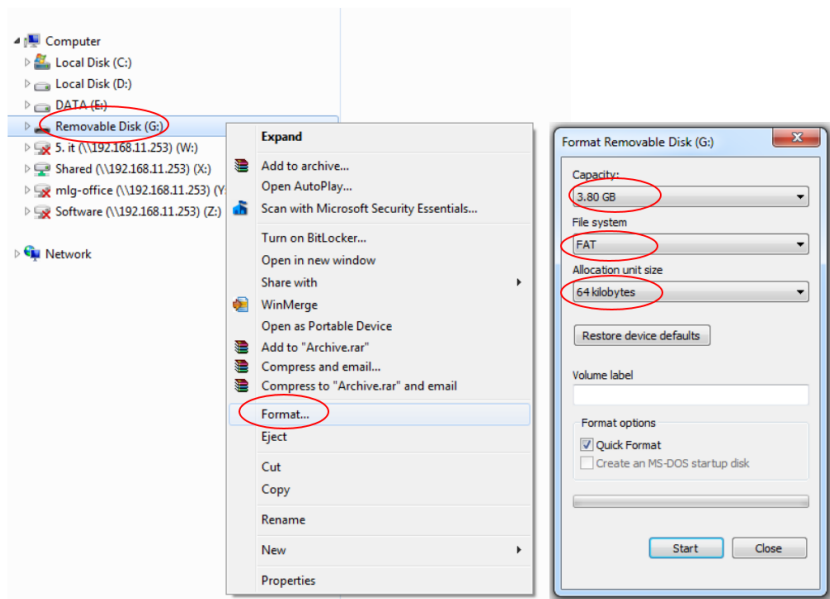 Computer
Local Disk (C:)
Local Disk (D:)
DATA (E:)
Removable Disk (G:)
5. it (\\192.168.11.253) (W:)
Shared (\\192.168.11.253) (X:)
mlg-office (\\192.168.11.253) (Y:
Software (\\192.168.11.253) (Z:)
Network
Expand
Add to archive...
Open AutoPlay...
Scan with Microsoft Security Essentials...
Turn on BitLocker...
Open in new window
Share with
WinMerge
Open as Portable Device
Add to "Archive.rar"
Compress and email...
Compress to "Archive.rar" and email
Format...
Eject
Cut
Copy
Rename
New
Properties
Format Removable Disk (G:)
Capacity:
3.80 GB
File system
FAT
Allocation unit size
64 kilobytes
Restore device defaults
Volume label
Format options
Quick Format
Create an MS-DOS startup disk
Start
Close